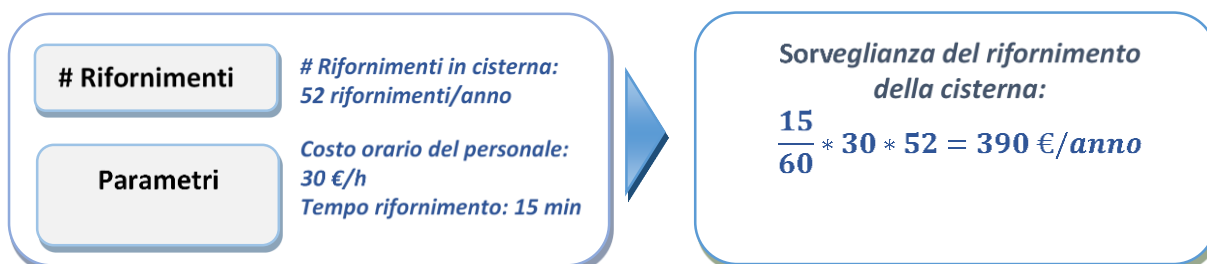 # Rifornimenti
# Rifornimenti in cisterna:
52 rifornimenti/anno
Parametri
Costo orario del personale:
30 €/h
Tempo rifornimento: 15 min
Sorveglianza del rifornimento
della cisterna:
15/60 * 30 * 52 = 390 €/anno